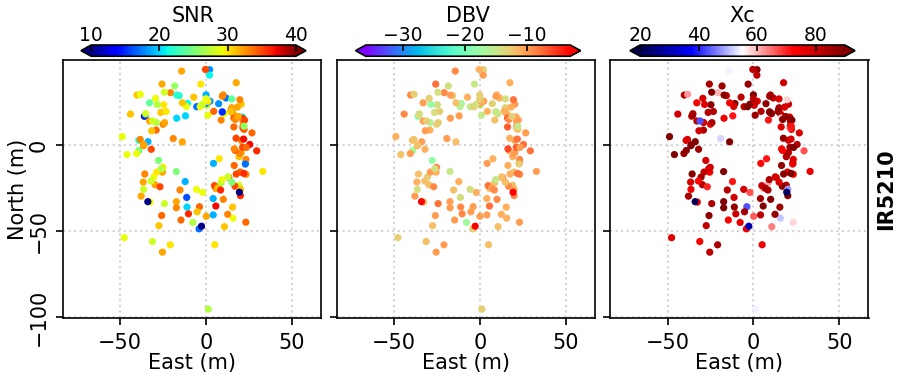 SNR DBV Xc
10 20 30 40 −30 −20 −10 20 40 60 80
North (m)
0
−50
−100
−50 0 50 −50 0 50 −50 0 50
East (m) East (m) East (m)
IR5210